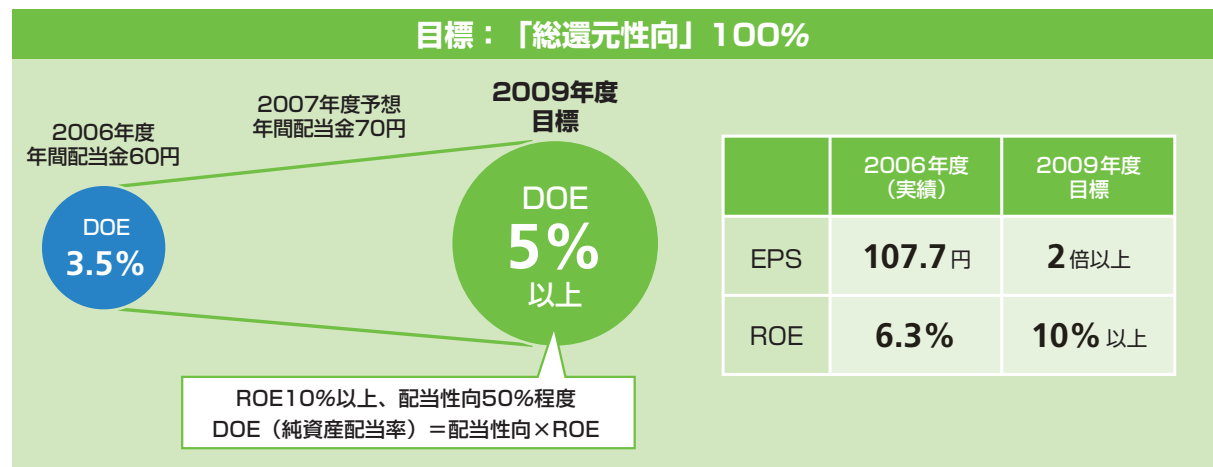 目標：「総還元性向」100%
2006年度
年間配当金60円
2007年度予想
年間配当金70円
2009年度
目標
DOE
3.5%
DOE
5%
以上
ROE10%以上、配当性向50%程度
DOE（純資産配当率）＝配当性向×ROE
2006年度
（実績）
2009年度
目標
EPS
107.7円
2倍以上
ROE
6.3%
10%以上